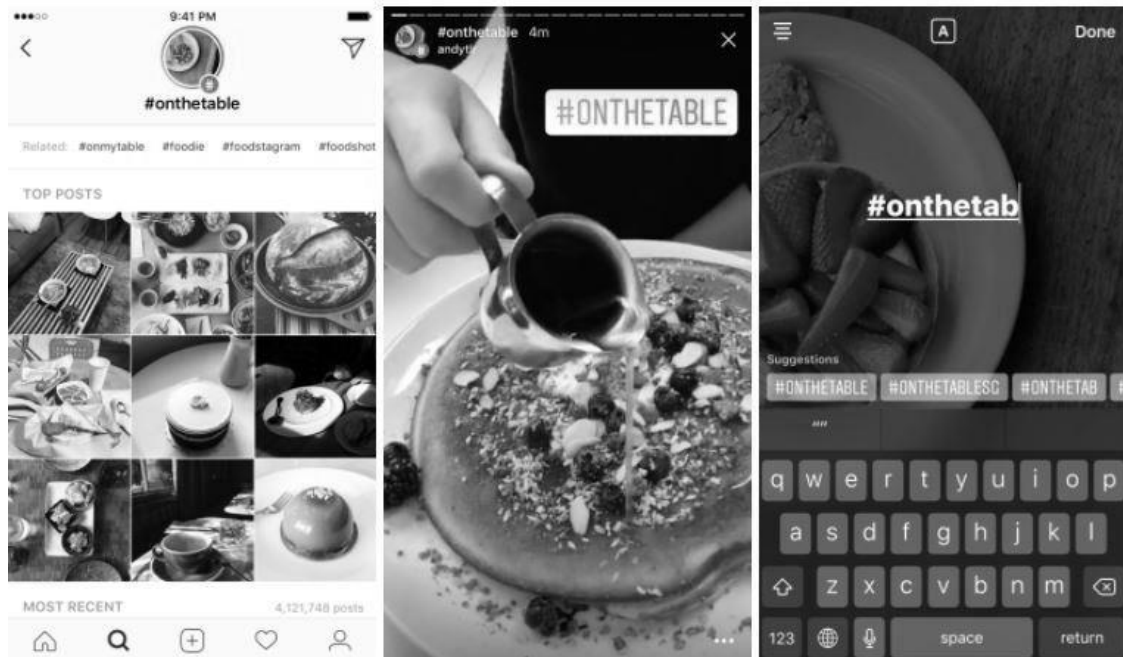 9:41 PM
#onthetable
Related: #onmytable #foodie #foodstagram #foodshot
TOP POSTS
MOST RECENT 4,121,748 posts
#onthetable 4m
#ONTHETABLE
A Done
#onthetab
Suggestions
#ONTHETABLE #ONTHETABLESC #ONTHETAB #
“”
q w e r t y u i o p
a s d f g h j k l
z x c v b n m
123 space return